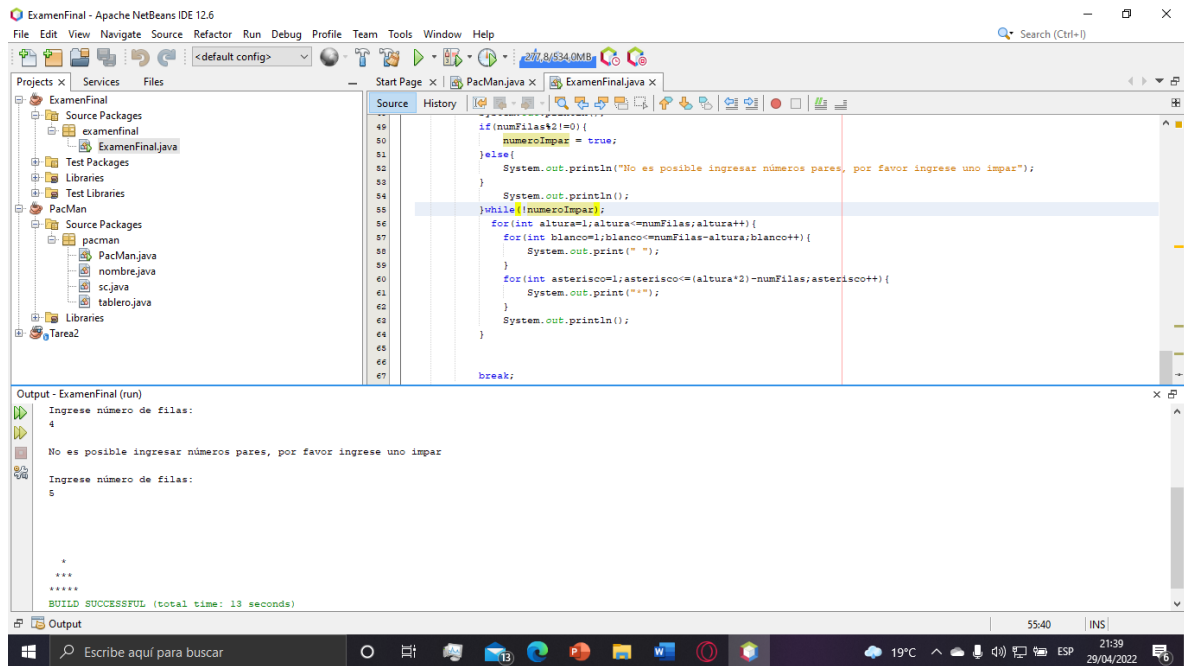 ExamenFinal - Apache NetBeans IDE 12.6
File Edit View Navigate Source Refactor Run Debug Profile Team Tools Window Help
Search (Ctrl+I)
<default config>
277,8/534,0MB
Projects Services Files
Start Page PacMan.java ExamenFinal.java
ExamenFinal
Source Packages
examenfinal
ExamenFinal.java
Test Packages
Libraries
Test Libraries
PacMan
Source Packages
pacman
PacMan.java
nombre.java
sc.java
tablero.java
Libraries
Tarea2
Source History
49 if(numFilas%2!=0){
50 numeroImpar = true;
51 }else{
52 System.out.println("No es posible ingresar números pares, por favor ingrese uno impar");
53 }
54 System.out.println();
55 }while(!numeroImpar);
56 for(int altura=1;altura<=numFilas;altura++){
57 for(int blanco=1;blanco<=numFilas-altura;blanco++){
58 System.out.print(" ");
59 }
60 for(int asterisco=1;asterisco<=(altura*2)-numFilas;asterisco++){
61 System.out.print("*");
62 }
63 System.out.println();
64 }
65
66
67 break;
Output - ExamenFinal (run)
Ingrese número de filas:
4
No es posible ingresar números pares, por favor ingrese uno impar
Ingrese número de filas:
5
*
***
*****
BUILD SUCCESSFUL (total time: 13 seconds)
Output
55:40 INS
Escribe aquí para buscar
13
19°C
ESP
21:39
29/04/2022
6